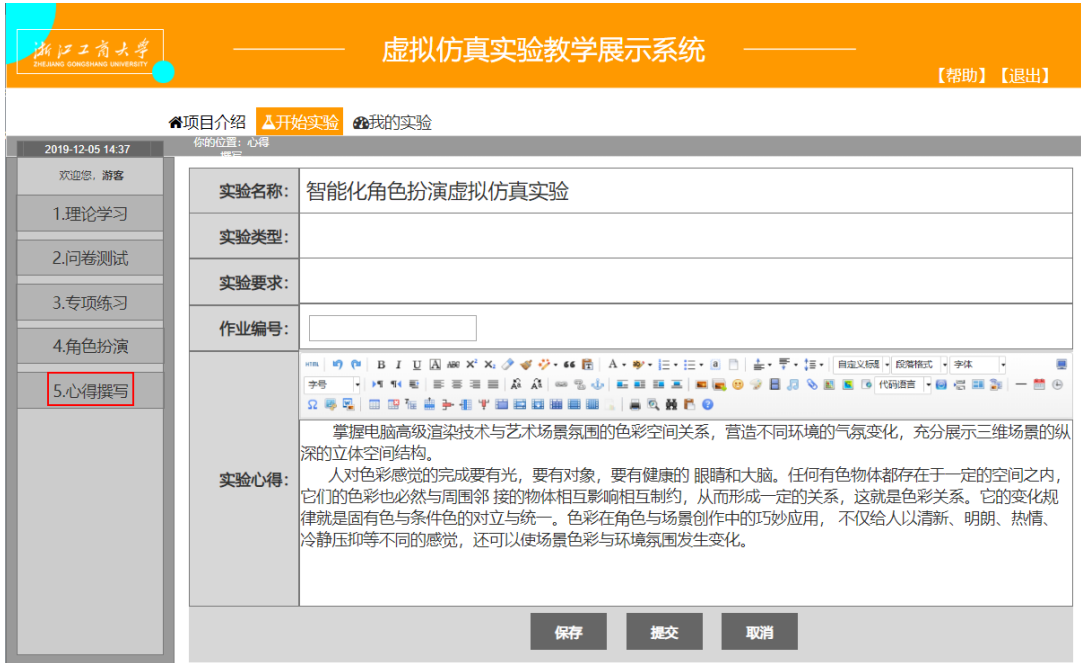 浙江工商大学
ZHEJIANG GONGSHANG UNIVERSITY
虚拟仿真实验教学展示系统
【帮助】【退出】
项目介绍 开始实验 我的实验
2019-12-05 14:37
你的位置：心得
撰写
欢迎您，游客
1.理论学习
2.问卷测试
3.专项练习
4.角色扮演
5.心得撰写
实验名称：
智能化角色扮演虚拟仿真实验
实验类型：
实验要求：
作业编号：
HTML
自定义标题 段落格式 字体
字号
代码语言
实验心得：
掌握电脑高级渲染技术与艺术场景氛围的色彩空间关系，营造不同环境的气氛变化，充分展示三维场景的纵
深的立体空间结构。
人对色彩感觉的完成要有光，要有对象，要有健康的 眼睛和大脑。任何有色物体都存在于一定的空间之内，
它们的色彩也必然与周围邻 接的物体相互影响相互制约，从而形成一定的关系，这就是色彩关系。它的变化规
律就是固有色与条件色的对立与统一。色彩在角色与场景创作中的巧妙应用， 不仅给人以清新、明朗、热情、
冷静压抑等不同的感觉，还可以使场景色彩与环境氛围发生变化。
保存 提交 取消